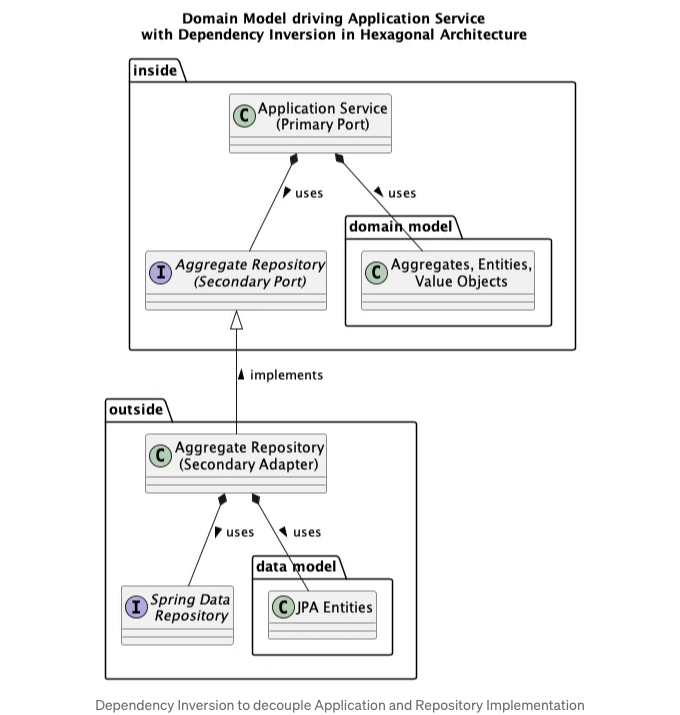 Domain Model driving Application Service
with Dependency Inversion in Hexagonal Architecture
inside
C Application Service
(Primary Port)
uses
uses
domain model
I Aggregate Repository
(Secondary Port)
C Aggregates, Entities,
Value Objects
implements
outside
C Aggregate Repository
(Secondary Adapter)
uses
uses
data model
I Spring Data
Repository
C JPA Entities
Dependency Inversion to decouple Application and Repository Implementation